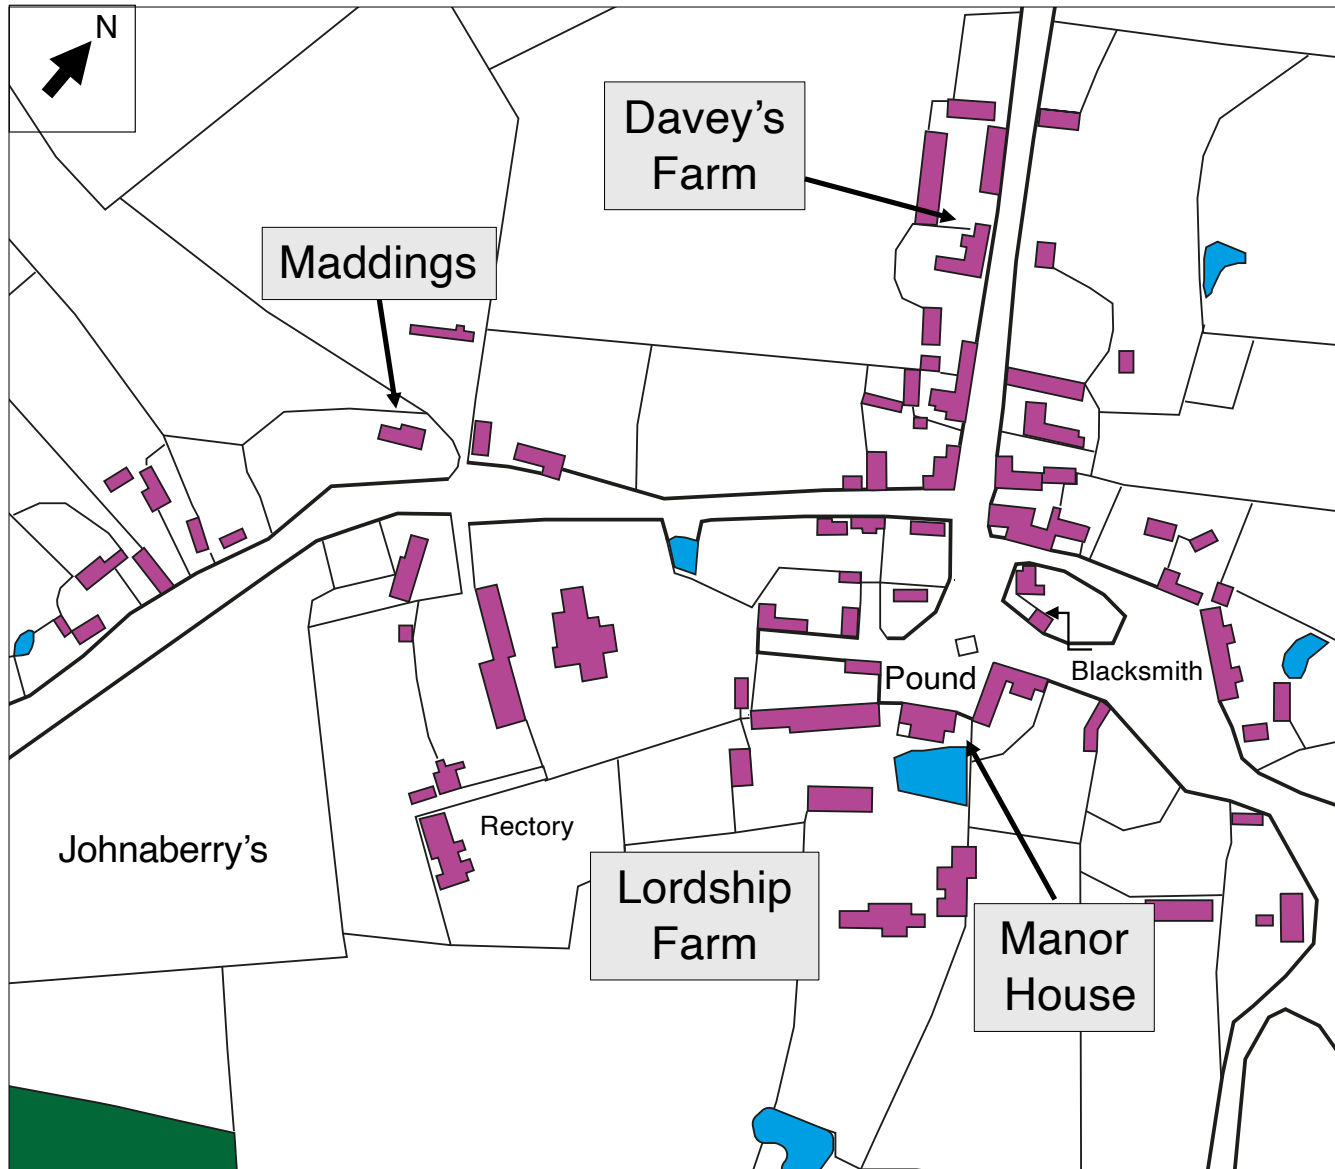 N
Davey's
Farm
Maddings
Pound
Blacksmith
Rectory
Johnaberry's
Lordship
Farm
Manor
House